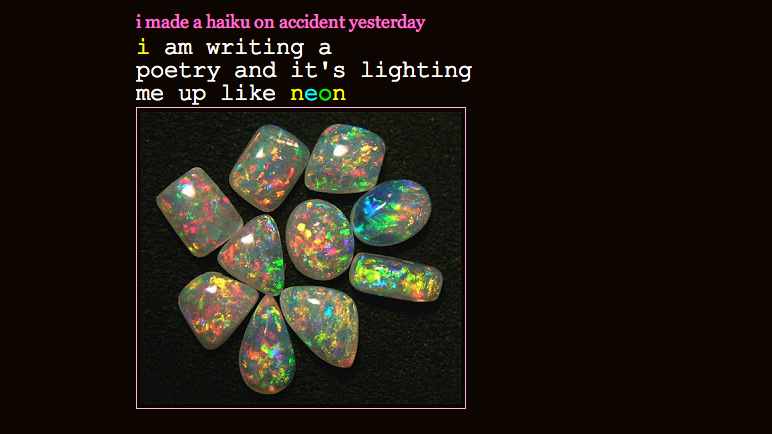 i made a haiku on accident yesterday
i am writing a
poetry and it's lighting
me up like neon